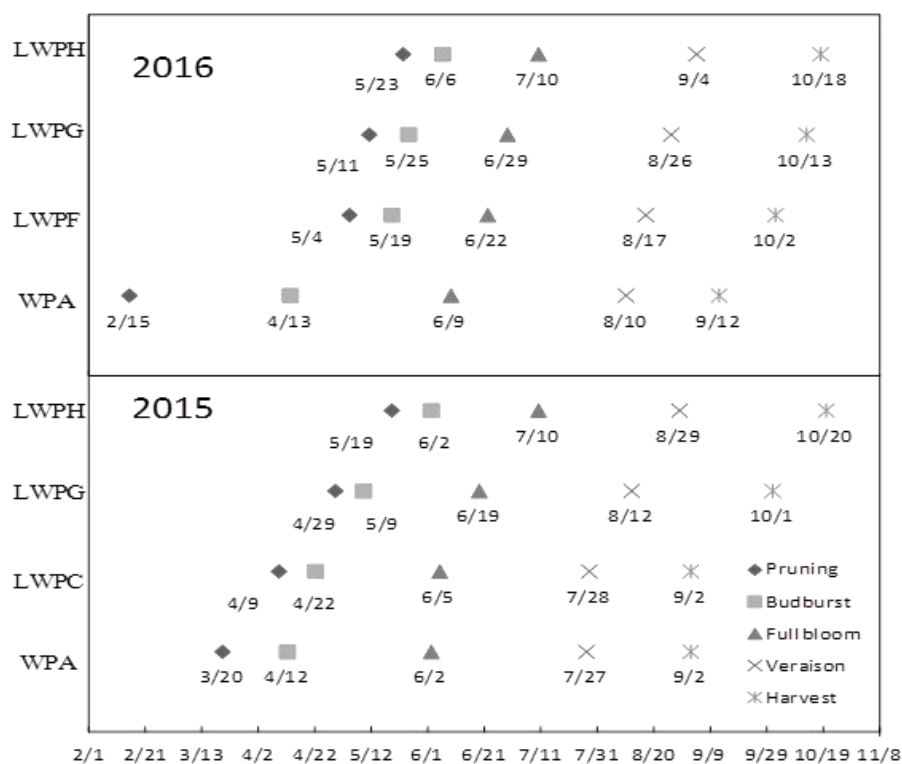 LWPH
2016
5/23 6/6 7/10 9/4 10/18
LWPG
5/11 5/25 6/29 8/26 10/13
LWPF
5/4 5/19 6/22 8/17 10/2
WPA
2/15 4/13 6/9 8/10 9/12
LWPH
2015
5/19 6/2 7/10 8/29 10/20
LWPG
4/29 5/9 6/19 8/12 10/1
LWPC
4/9 4/22 6/5 7/28 9/2
WPA
3/20 4/12 6/2 7/27 9/2
Pruning
Budburst
Fullbloom
Veraison
Harvest
2/1 2/21 3/13 4/2 4/22 5/12 6/1 6/21 7/11 7/31 8/20 9/9 9/29 10/19 11/8